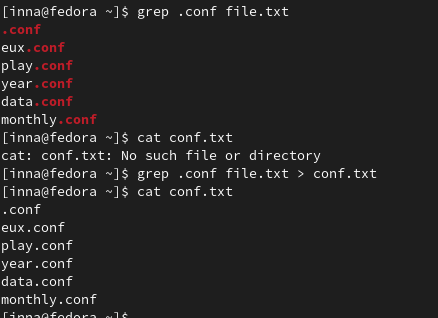 [inna@fedora ~]$ grep .conf file.txt
.conf
eux.conf
play.conf
year.conf
data.conf
monthly.conf
[inna@fedora ~]$ cat conf.txt
cat: conf.txt: No such file or directory
[inna@fedora ~]$ grep .conf file.txt > conf.txt
[inna@fedora ~]$ cat conf.txt
.conf
eux.conf
play.conf
year.conf
data.conf
monthly.conf
[inna@fedora ~]$